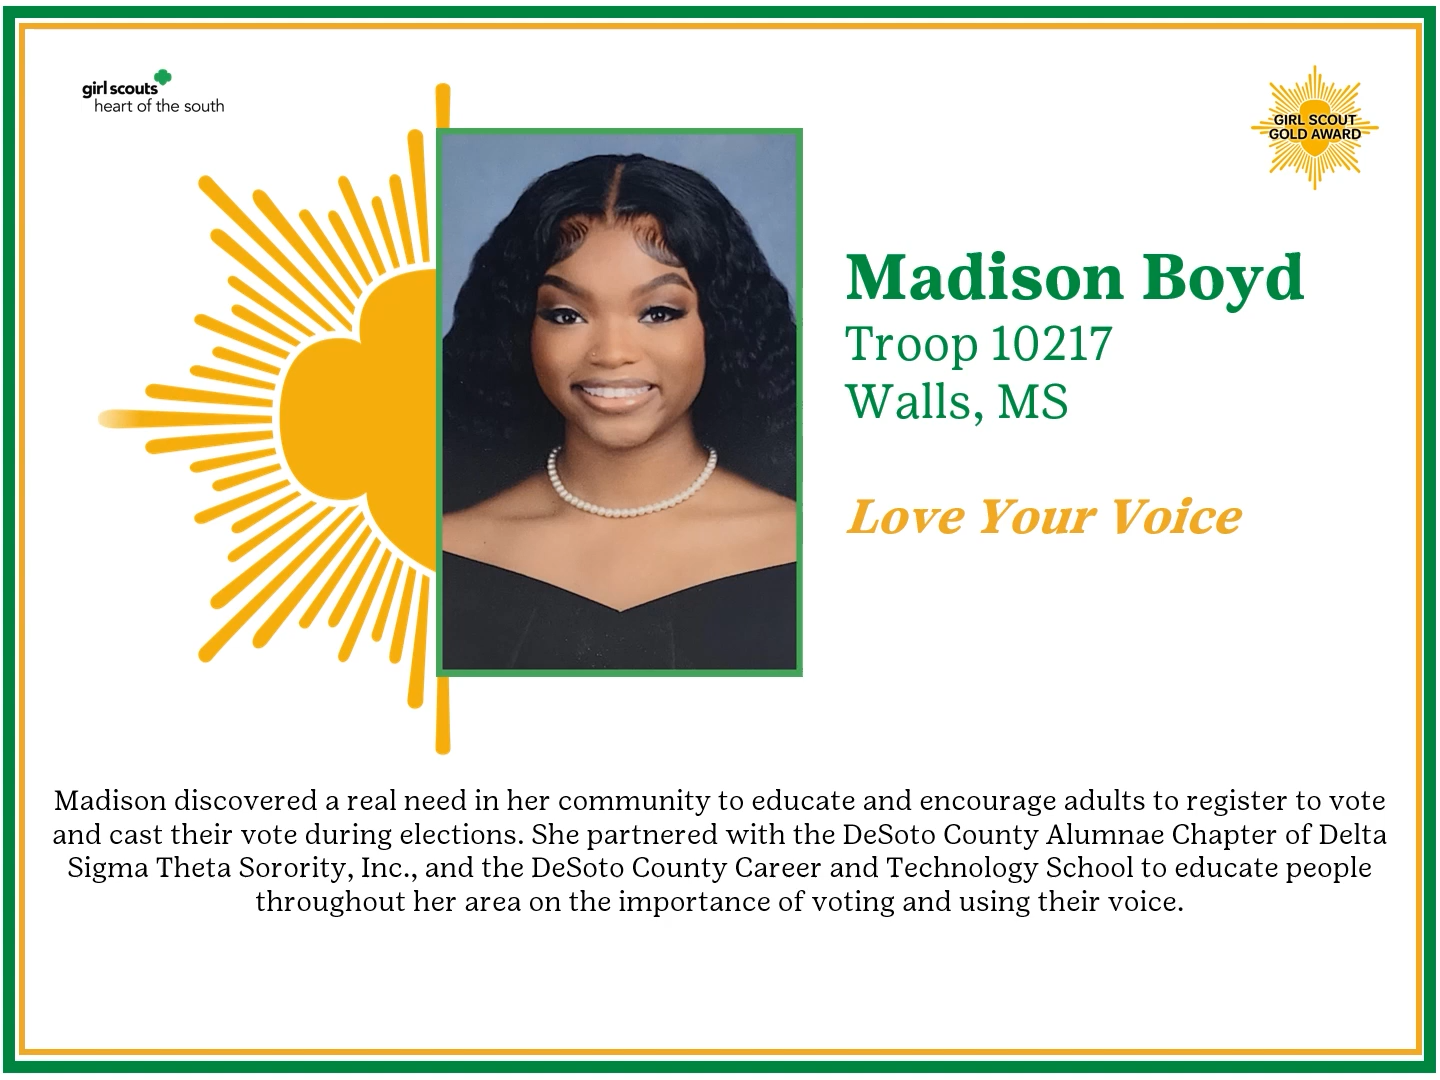 girl scouts
heart of the south
GIRL SCOUT
GOLD AWARD
Madison Boyd
Troop 10217
Walls, MS
Love Your Voice
Madison discovered a real need in her community to educate and encourage adults to register to vote
and cast their vote during elections. She partnered with the DeSoto County Alumnae Chapter of Delta
Sigma Theta Sorority, Inc., and the DeSoto County Career and Technology School to educate people
throughout her area on the importance of voting and using their voice.